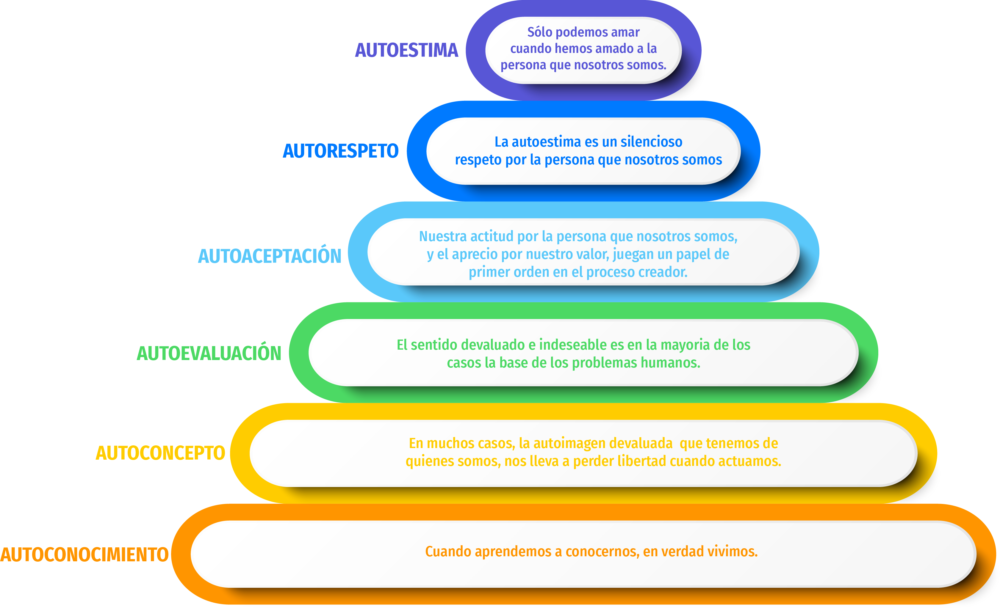 AUTOESTIMA
Sólo podemos amar
cuando hemos amado a la
persona que nosotros somos.
AUTORESPETO
La autoestima es un silencioso
respeto por la persona que nosotros somos
AUTOACEPTACIÓN
Nuestra actitud por la persona que nosotros somos,
y el aprecio por nuestro valor, juegan un papel de
primer orden en el proceso creador.
AUTOEVALUACIÓN
El sentido devaluado e indeseable es en la mayoria de los
casos la base de los problemas humanos.
AUTOCONCEPTO
En muchos casos, la autoimagen devaluada  que tenemos de
quienes somos, nos lleva a perder libertad cuando actuamos.
AUTOCONOCIMIENTO
Cuando aprendemos a conocernos, en verdad vivimos.